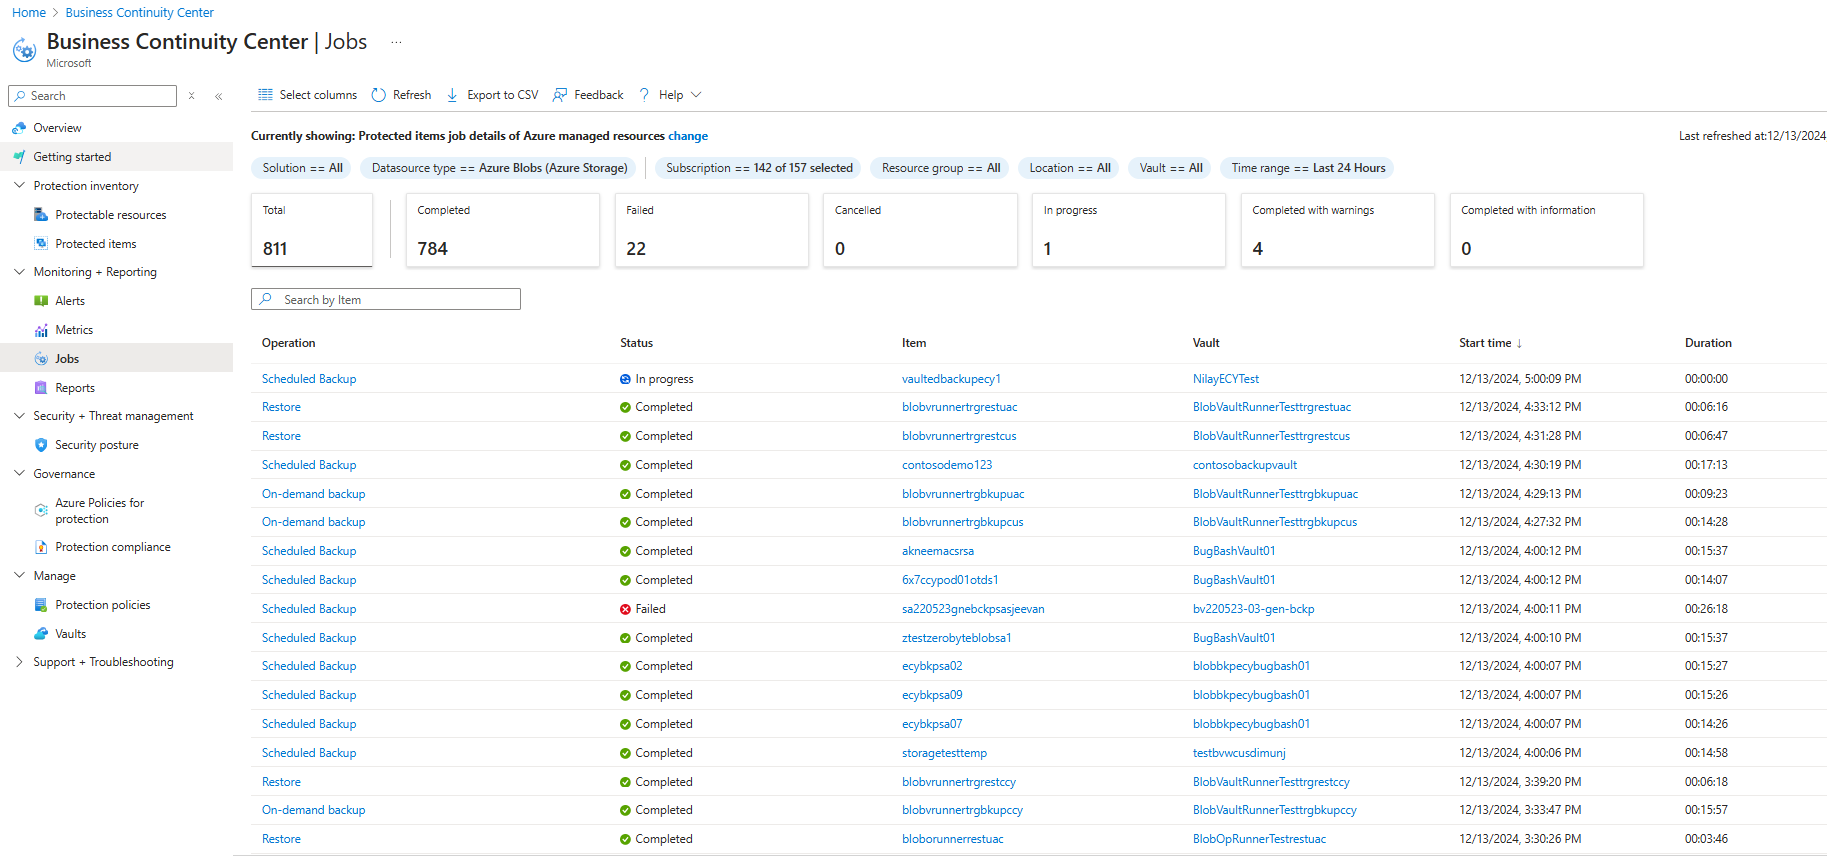 Home > Business Continuity Center
Business Continuity Center | Jobs ...
Microsoft
Search
Overview
Getting started
Protection inventory
Protectable resources
Protected items
Monitoring + Reporting
Alerts
Metrics
Jobs
Reports
Security + Threat management
Security posture
Governance
Azure Policies for
protection
Protection compliance
Manage
Protection policies
Vaults
Support + Troubleshooting
Select columns Refresh Export to CSV Feedback Help
Currently showing: Protected items job details of Azure managed resources change
Last refreshed at:12/13/2024
Solution == All Datasource type == Azure Blobs (Azure Storage) Subscription == 142 of 157 selected Resource group == All Location == All Vault == All Time range == Last 24 Hours
Total Completed Failed Cancelled In progress Completed with warnings Completed with information
811 784 22 0 1 4 0
Search by Item
Operation Status Item Vault Start time ↓ Duration
Scheduled Backup In progress vaultedbackupecy1 NilayECYTest 12/13/2024, 5:00:09 PM 00:00:00
Restore Completed blobvrunnertrgrestuac BlobVaultRunnerTesttrgrestuac 12/13/2024, 4:33:12 PM 00:06:16
Restore Completed blobvrunnertrgrestcus BlobVaultRunnerTesttrgrestcus 12/13/2024, 4:31:28 PM 00:06:47
Scheduled Backup Completed contosodemo123 contosobackupvault 12/13/2024, 4:30:19 PM 00:17:13
On-demand backup Completed blobvrunnertrgbkupuac BlobVaultRunnerTesttrgbkupuac 12/13/2024, 4:29:13 PM 00:09:23
On-demand backup Completed blobvrunnertrgbkupcus BlobVaultRunnerTesttrgbkupcus 12/13/2024, 4:27:32 PM 00:14:28
Scheduled Backup Completed akneemacsrsa BugBashVault01 12/13/2024, 4:00:12 PM 00:15:37
Scheduled Backup Completed 6x7ccypod01otds1 BugBashVault01 12/13/2024, 4:00:12 PM 00:14:07
Scheduled Backup Failed sa220523gnebckpsasjeevan bv220523-03-gen-bckp 12/13/2024, 4:00:11 PM 00:26:18
Scheduled Backup Completed ztestzerobyteblobsa1 BugBashVault01 12/13/2024, 4:00:10 PM 00:15:37
Scheduled Backup Completed ecybkpsa02 blobbkpecybugbash01 12/13/2024, 4:00:07 PM 00:15:27
Scheduled Backup Completed ecybkpsa09 blobbkpecybugbash01 12/13/2024, 4:00:07 PM 00:15:26
Scheduled Backup Completed ecybkpsa07 blobbkpecybugbash01 12/13/2024, 4:00:07 PM 00:14:26
Scheduled Backup Completed storagetesttemp testbvwcusdimunj 12/13/2024, 4:00:06 PM 00:14:58
Restore Completed blobvrunnertrgrestccy BlobVaultRunnerTesttrgrestccy 12/13/2024, 3:39:20 PM 00:06:18
On-demand backup Completed blobvrunnertrgbkupccy BlobVaultRunnerTesttrgbkupccy 12/13/2024, 3:33:47 PM 00:15:57
Restore Completed bloborunnerrestuac BlobOpRunnerTestrestuac 12/13/2024, 3:30:26 PM 00:03:46